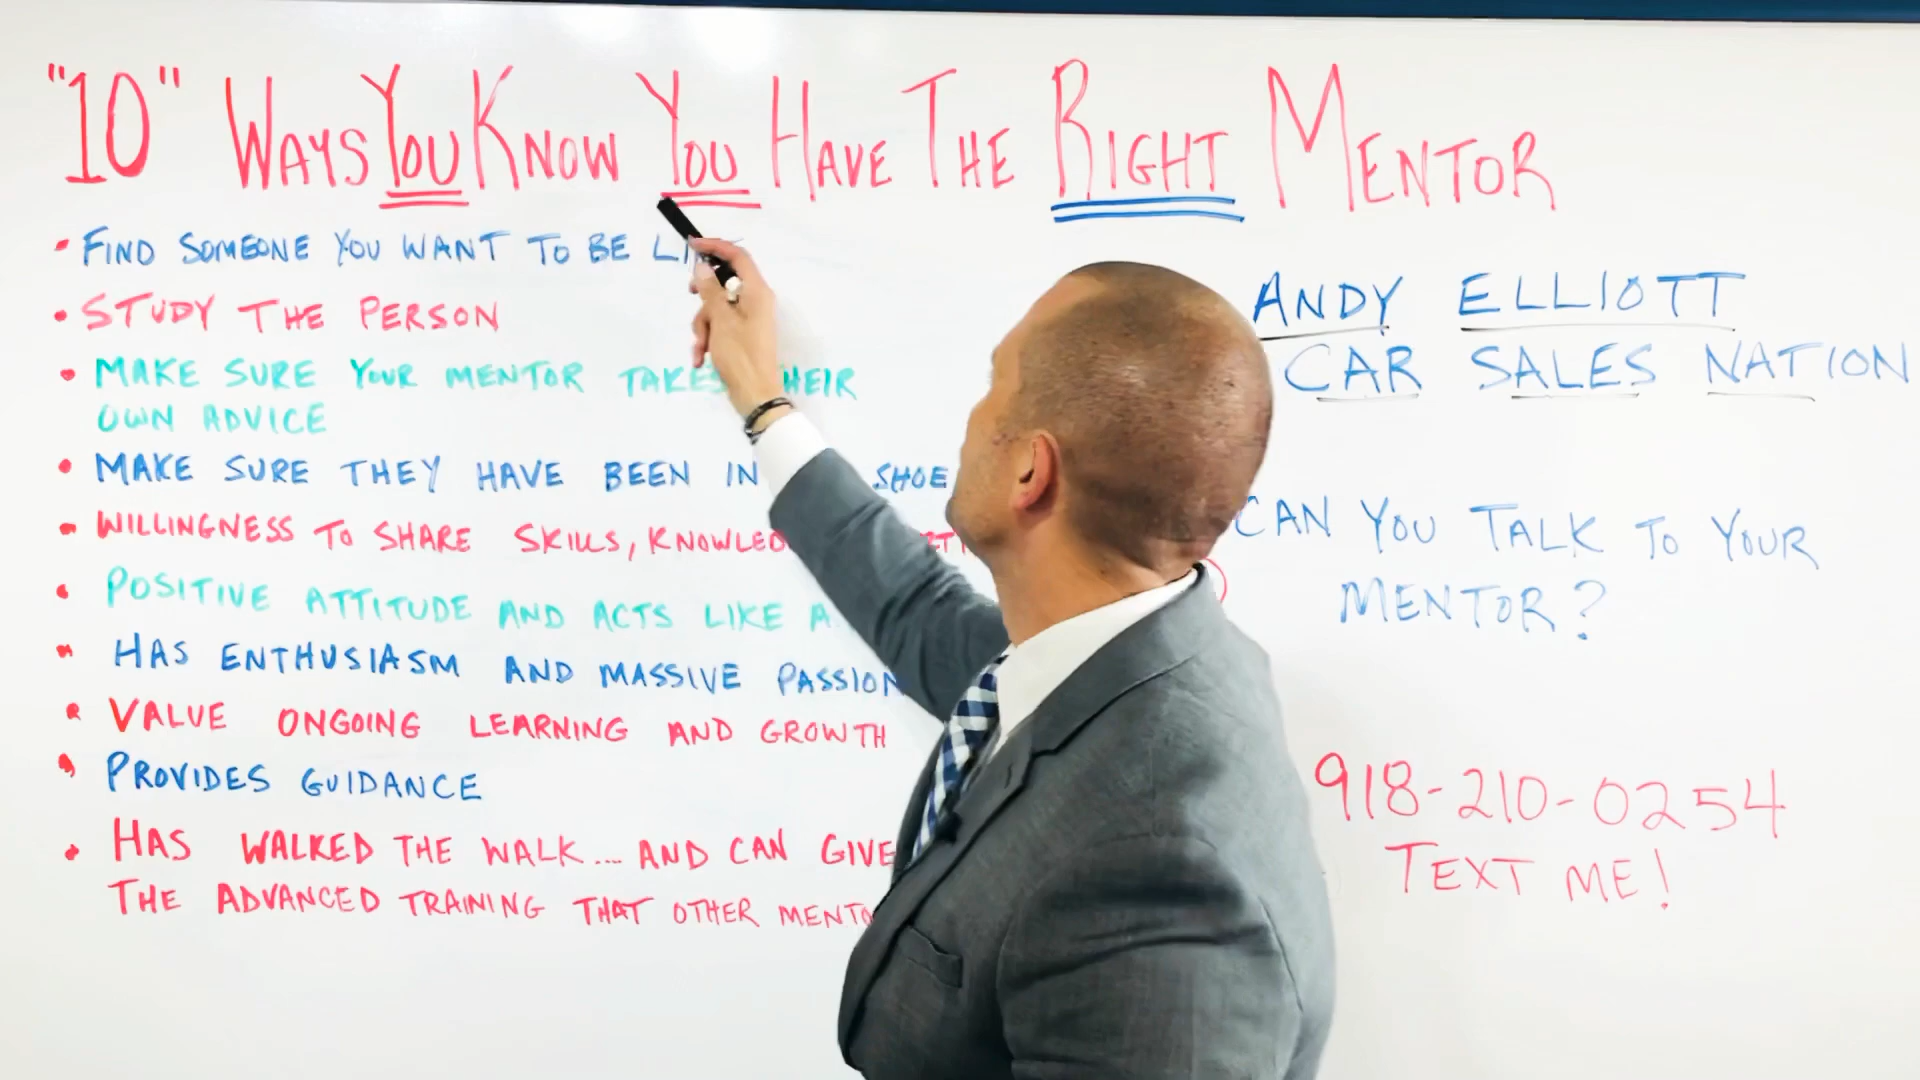 "10" WAYS YOU KNOW YOU HAVE THE RIGHT MENTOR
• FIND SOMEONE YOU WANT TO BE
• STUDY THE PERSON
• MAKE SURE YOUR MENTOR TAKES
OWN ADVICE
• MAKE SURE THEY HAVE BEEN IN
• WILLINGNESS TO SHARE SKILLS,
• POSITIVE ATTITUDE AND ACTS LIKE
• HAS ENTHUSIASM AND MASSIVE PASSION
• VALUE ONGOING LEARNING AND GROWTH
• PROVIDES GUIDANCE
• HAS WALKED THE WALK... AND CAN GIVE
THE ADVANCED TRAINING THAT OTHER
ANDY ELLIOTT
CAR SALES NATION
CAN YOU TALK TO YOUR
MENTOR?
918-210-0254
TEXT ME!